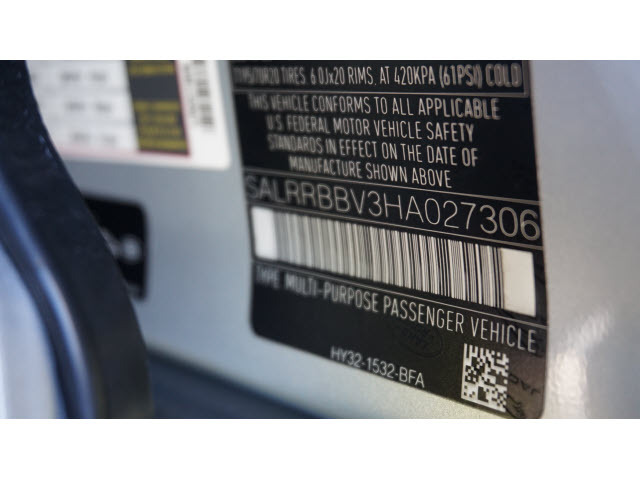 TIRES, 6.0Jx20 RIMS, AT 420KPA (61PSI) COLD
THIS VEHICLE CONFORMS TO ALL APPLICABLE
U.S. FEDERAL MOTOR VEHICLE SAFETY
STANDARDS IN EFFECT ON THE DATE OF
MANUFACTURE SHOWN ABOVE
SALRRBBV3HA027306
TYPE: MULTI-PURPOSE PASSENGER VEHICLE
HY32-1532-BFA